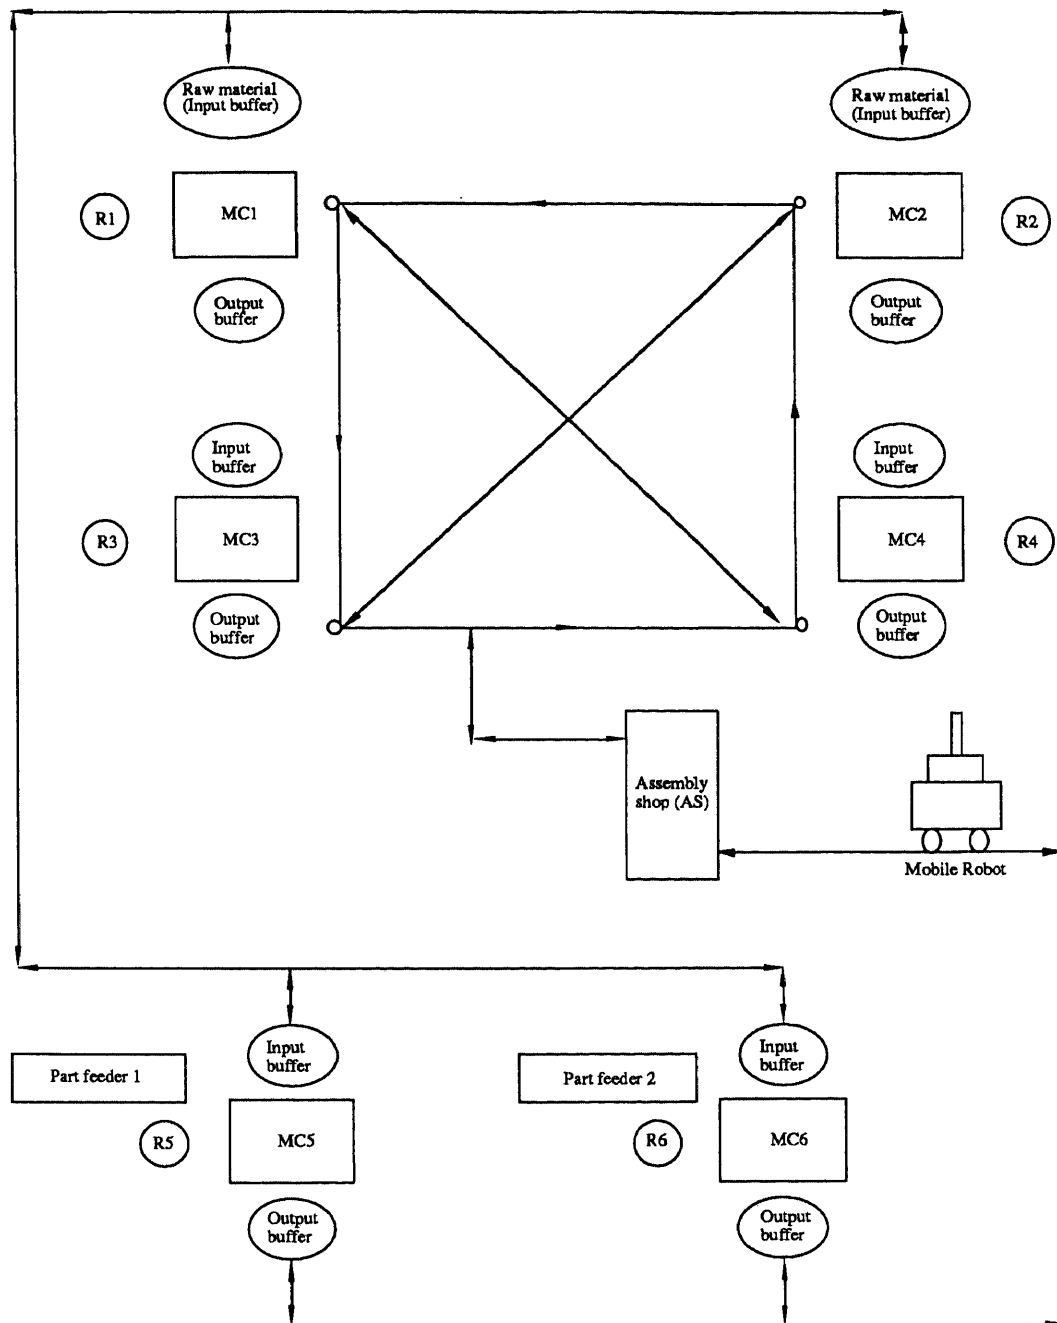 Raw material
(Input buffer)
Raw material
(Input buffer)
R1
MC1
MC2
R2
Output
buffer
Output
buffer
Input
buffer
Input
buffer
R3
MC3
MC4
R4
Output
buffer
Output
buffer
Assembly
shop (AS)
Mobile Robot
Input
buffer
Input
buffer
Part feeder 1
Part feeder 2
R5
MC5
R6
MC6
Output
buffer
Output
buffer